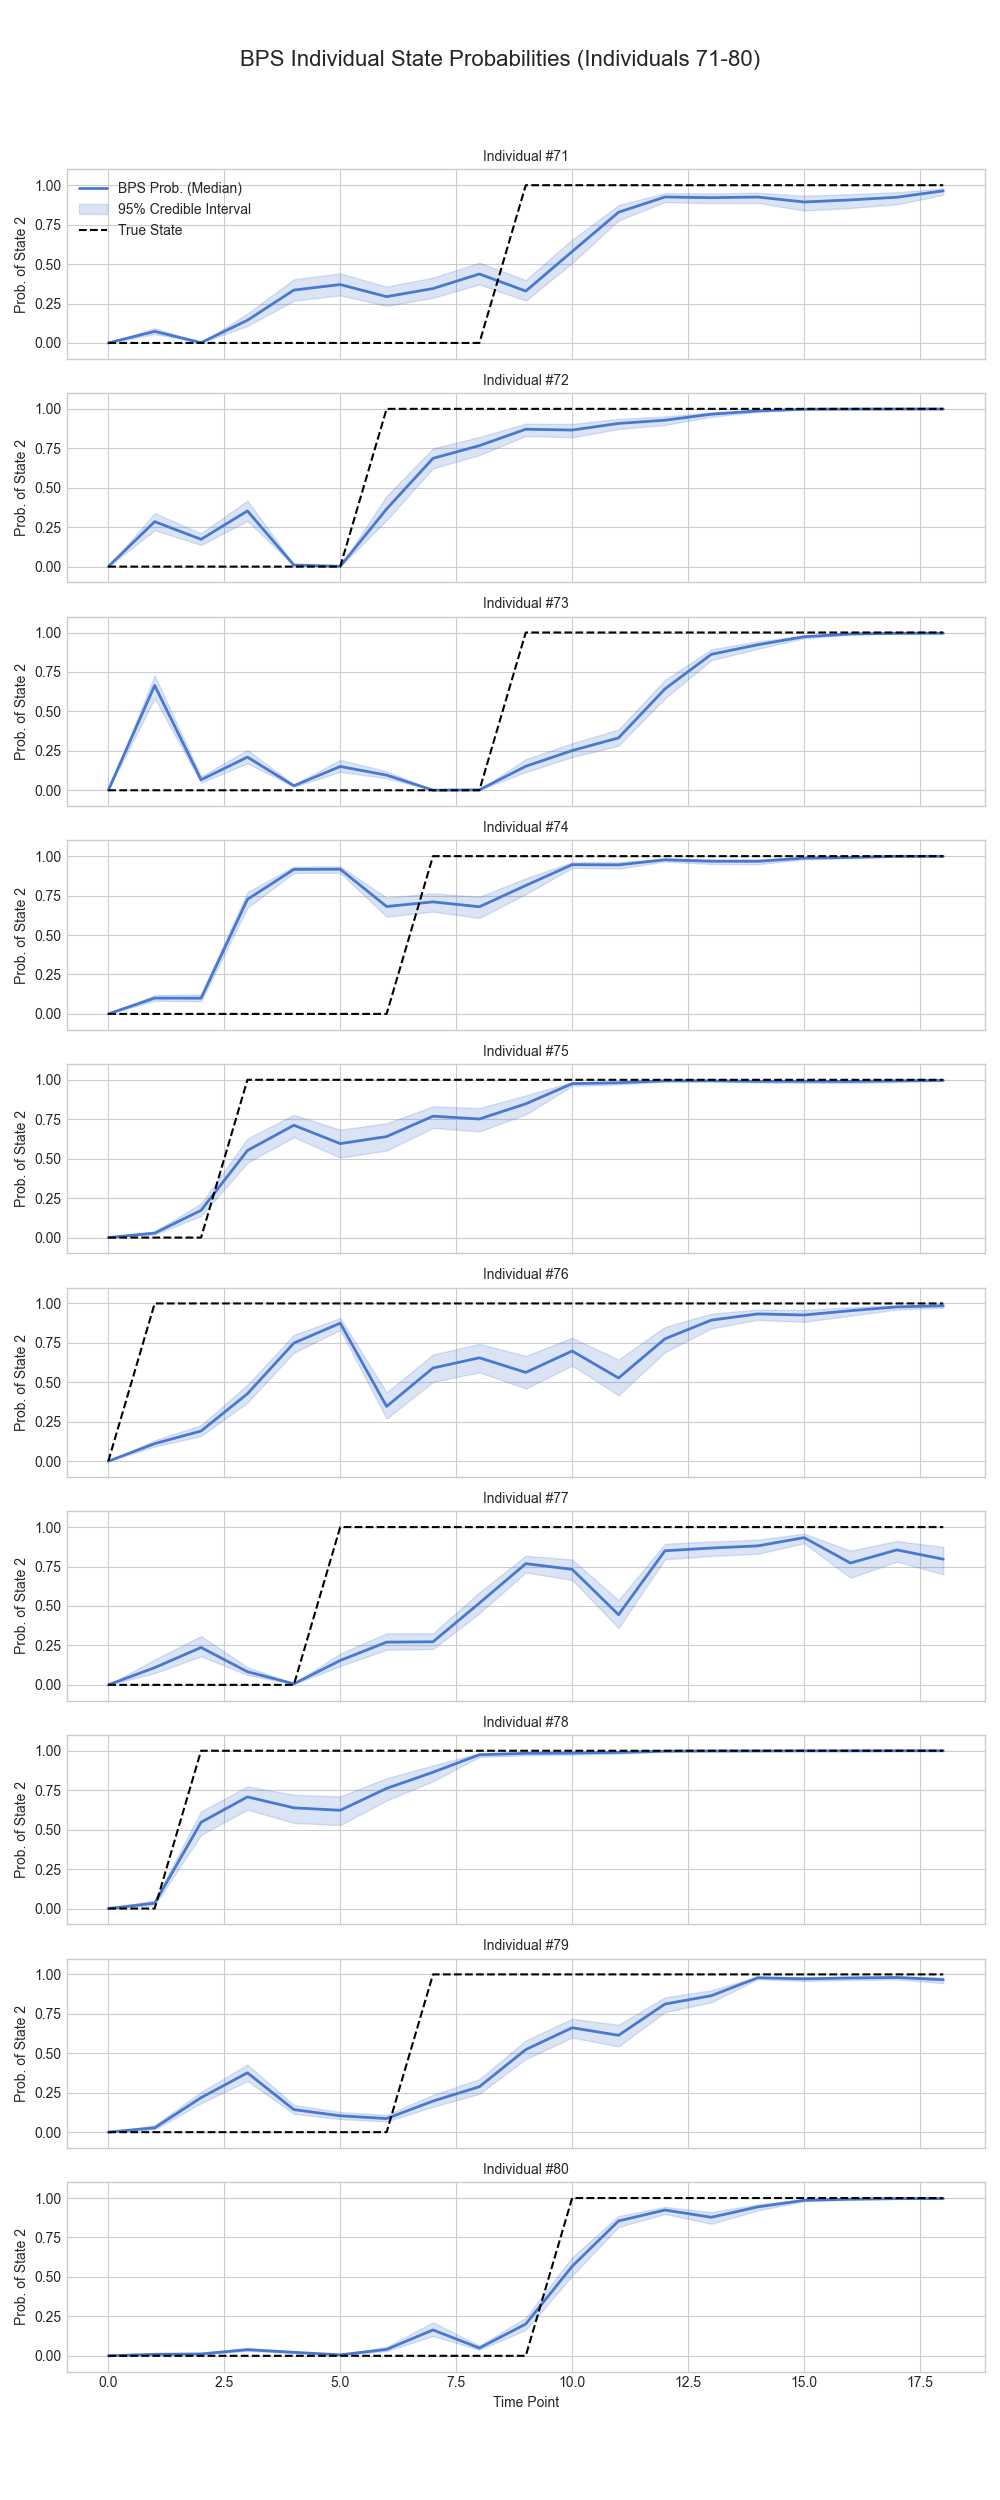 BPS Individual State Probabilities (Individuals 71-80)
Individual #71
1.00
0.75
0.50
0.25
0.00
Prob. of State 2
BPS Prob. (Median)
95% Credible Interval
True State
Individual #72
1.00
0.75
0.50
0.25
0.00
Prob. of State 2
Individual #73
1.00
0.75
0.50
0.25
0.00
Prob. of State 2
Individual #74
1.00
0.75
0.50
0.25
0.00
Prob. of State 2
Individual #75
1.00
0.75
0.50
0.25
0.00
Prob. of State 2
Individual #76
1.00
0.75
0.50
0.25
0.00
Prob. of State 2
Individual #77
1.00
0.75
0.50
0.25
0.00
Prob. of State 2
Individual #78
1.00
0.75
0.50
0.25
0.00
Prob. of State 2
Individual #79
1.00
0.75
0.50
0.25
0.00
Prob. of State 2
Individual #80
1.00
0.75
0.50
0.25
0.00
Prob. of State 2
0.0 2.5 5.0 7.5 10.0 12.5 15.0 17.5
Time Point